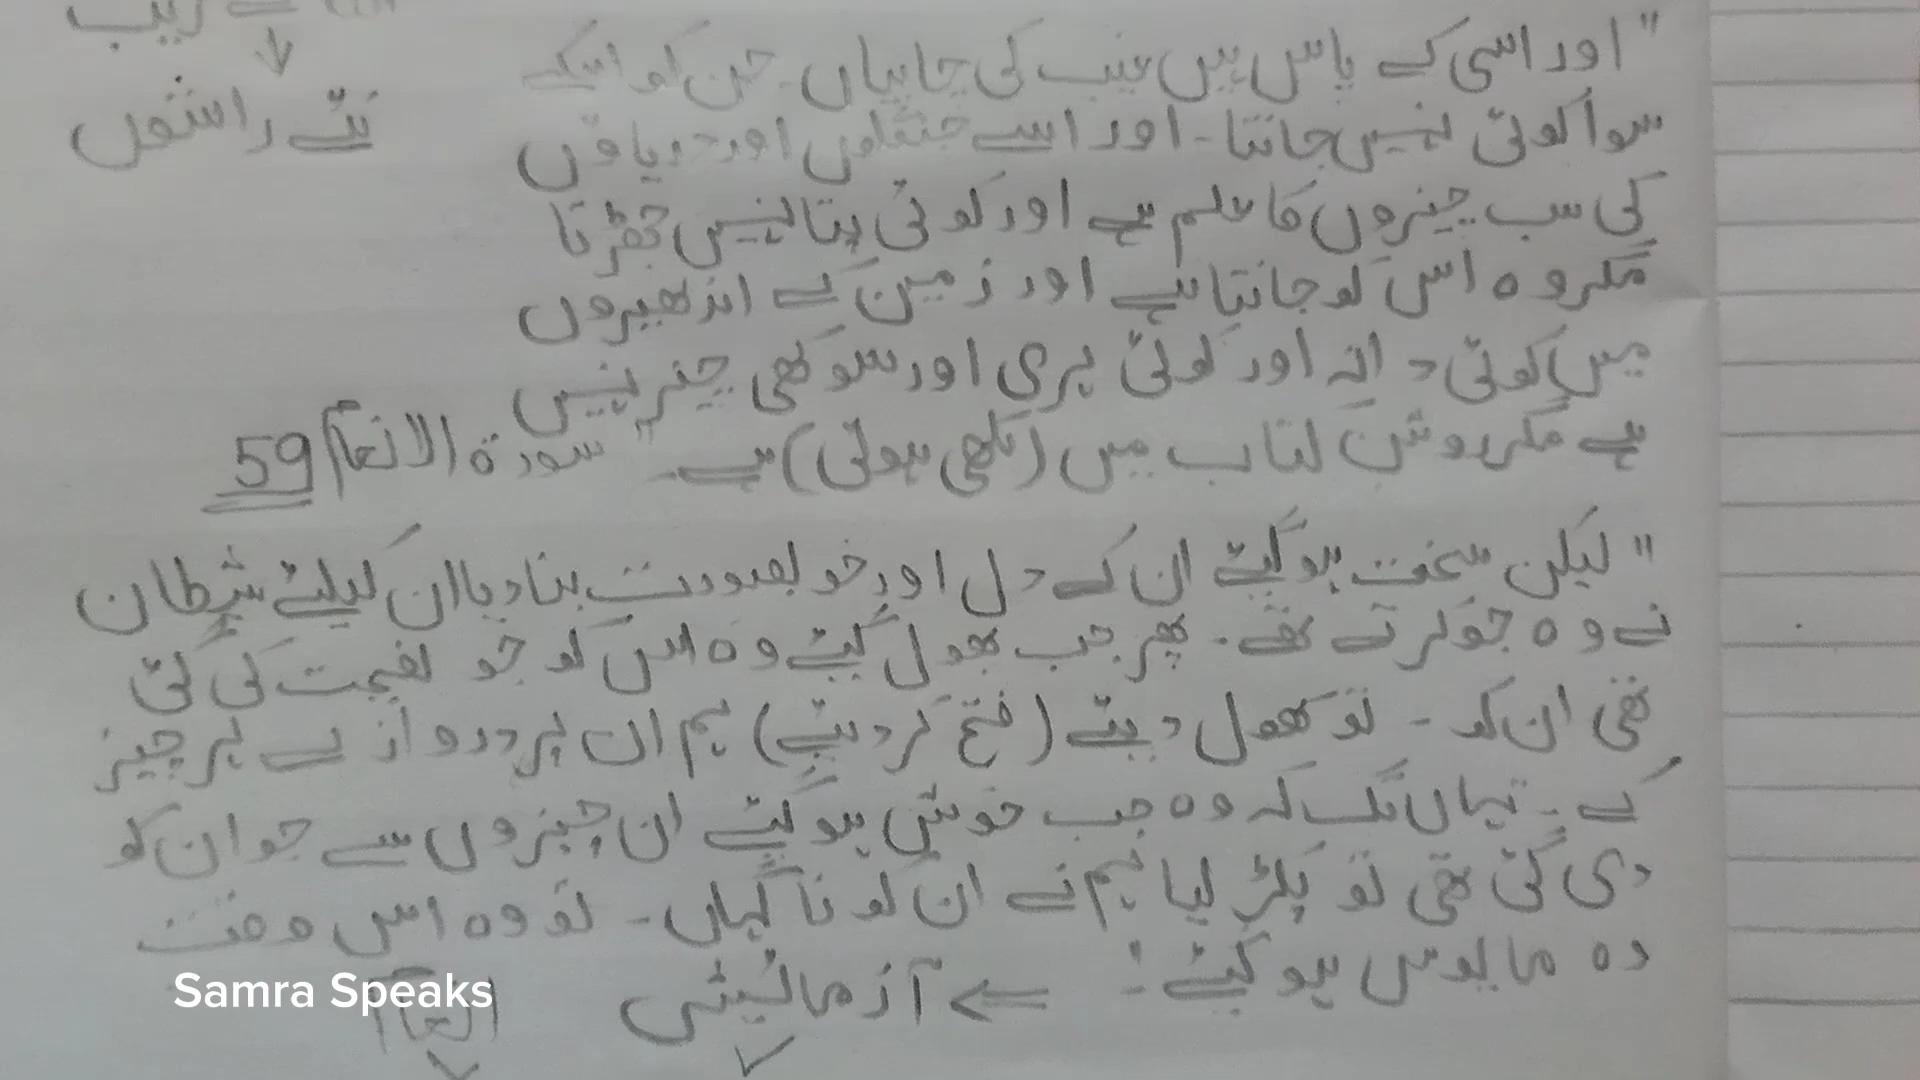 "اور اسی کے پاس ہیں غیب کی چابیاں۔ جن کو اسکے
سوا کوئی نہیں جانتا۔ اور اسے جنگلوں اور دریاؤں
کی سب چیزوں کا علم ہے اور کوئی پتا نہیں جھڑتا
مگر وہ اس کو جانتا ہے اور زمین کے اندھیروں
میں کوئی دانہ اور کوئی ہری اور سوکھی چیز نہیں
ہے مگر روشن کتاب میں (لکھی ہوئی) ہے۔" سورۃ الانعام 59
"لیکن سخت ہو گئے ان کے دل اور خوبصورت بنا دیا ان کیلئے شیطان
نے وہ جو کرتے تھے۔ پھر جب بھول گئے وہ اس کو جو نصیحت کی گئی
تھی ان کو۔ تو کھول دیئے (فتح کر دیئے) ہم ان پر دروازے ہر چیز
کے۔ یہاں تک کہ وہ جب خوش ہو گئے ان چیزوں سے جو ان کو
دی گئی تھی تو پکڑ لیا ہم نے ان کو ناگہاں۔ تو وہ اس وقت
وہ مایوس ہو گئے۔ ⇐ آزمائیشی
انعام
نئے راستوں
Samra Speaks